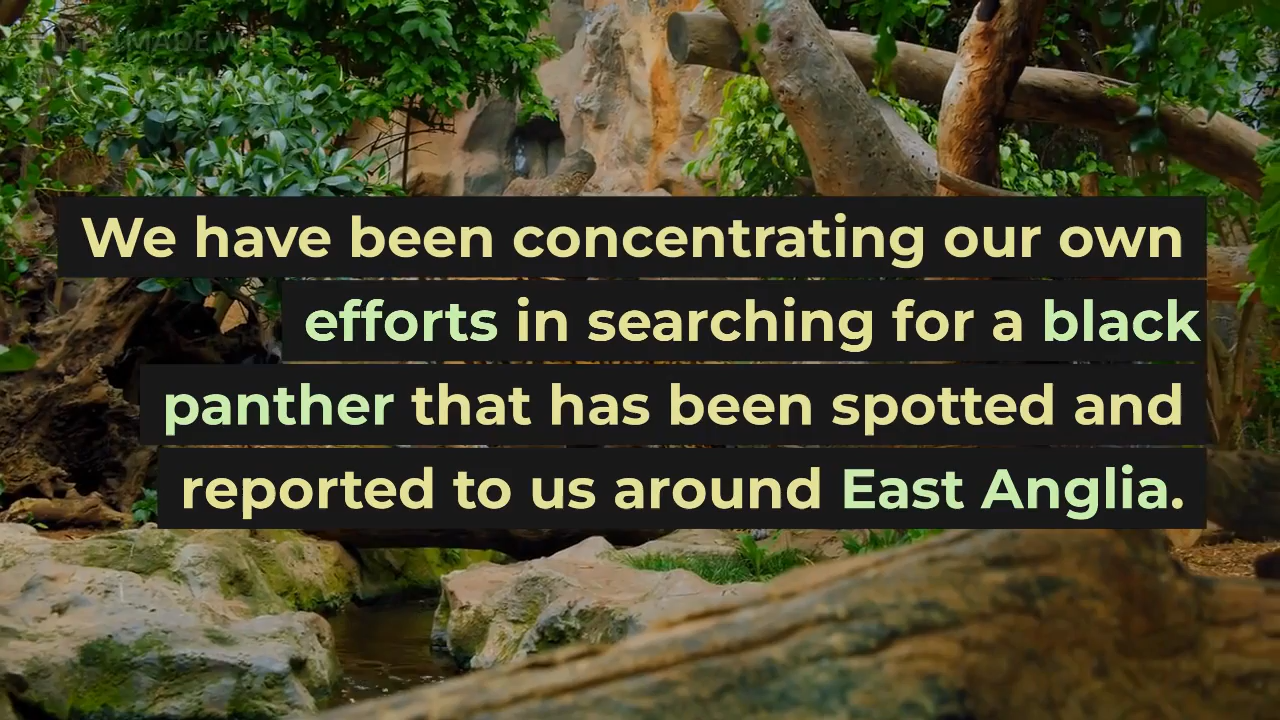 We have been concentrating our own
efforts in searching for a black
panther that has been spotted and
reported to us around East Anglia.